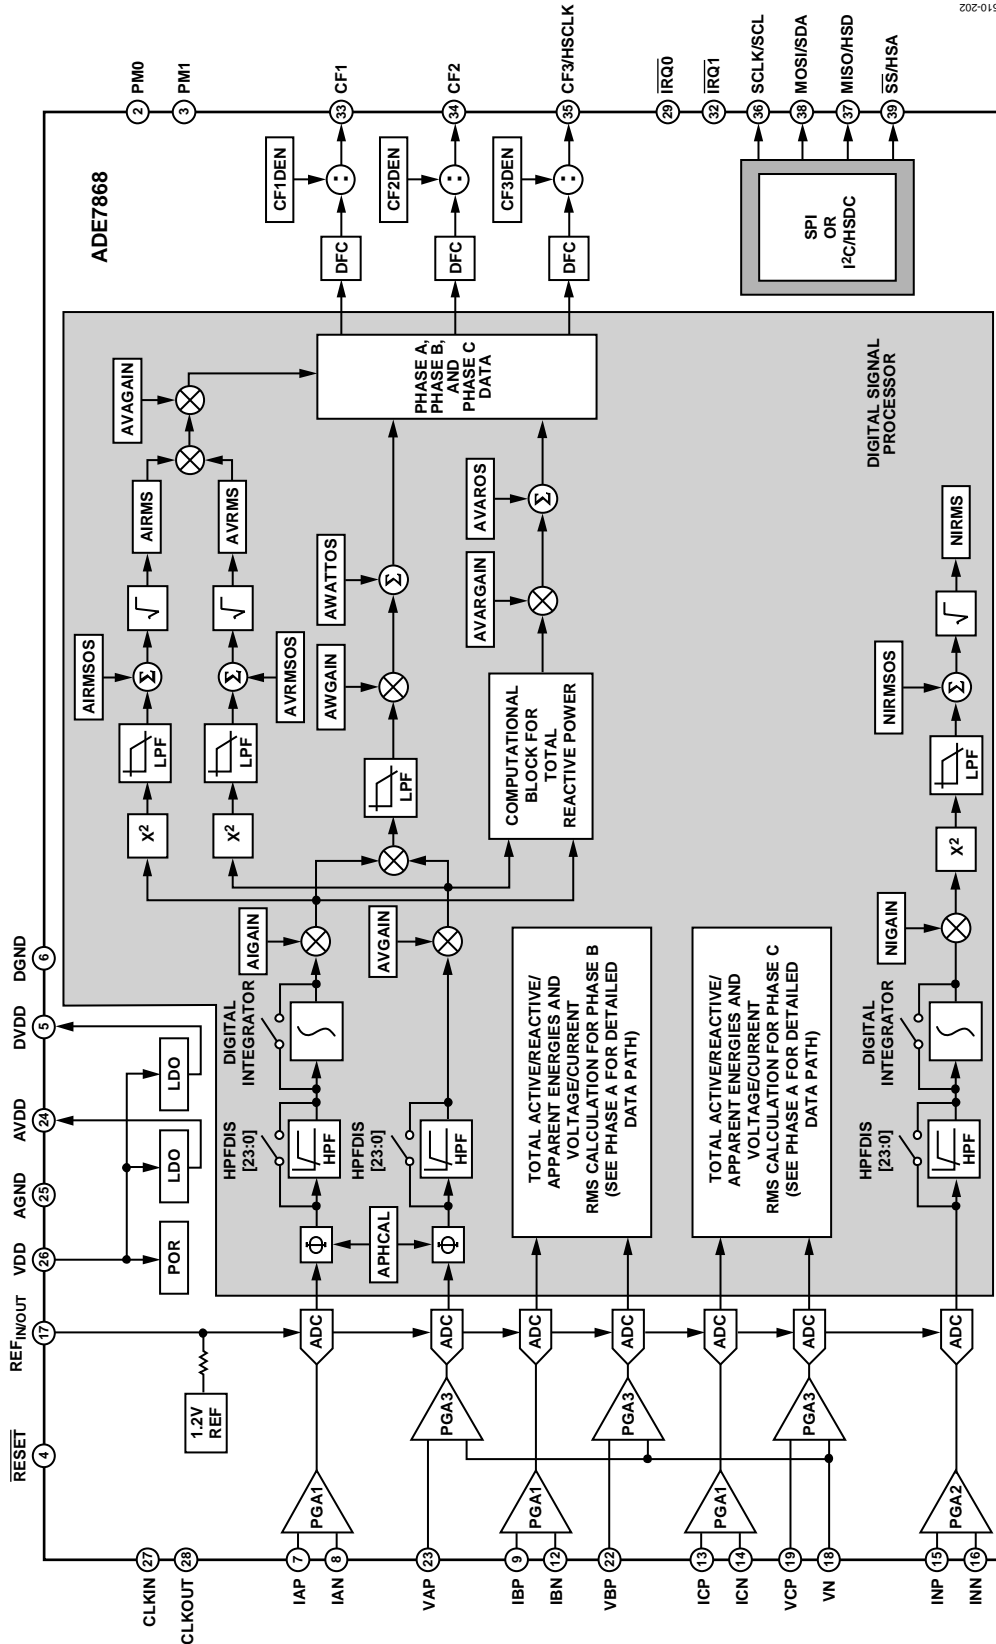 RESET
4
REFIN/OUT
17
VDD
26
AGND
25
AVDD
24
DVDD
5
DGND
6
CLKIN
27
CLKOUT
28
1.2V
REF
POR
LDO
LDO
ADE7868
PM0
2
PM1
3
IAP
7
IAN
8
PGA1
ADC
VAP
23
PGA3
ADC
IBP
9
IBN
12
PGA1
ADC
VBP
22
PGA3
ADC
ICP
13
ICN
14
PGA1
ADC
VCP
19
VN
18
PGA3
ADC
INP
15
INN
16
PGA2
ADC
Φ
APHCAL
Φ
HPFDIS
[23:0]
HPF
HPFDIS
[23:0]
HPF
DIGITAL
INTEGRATOR
AIGAIN
AVGAIN
X2
LPF
AIRMSOS
Σ
√
AIRMS
X2
LPF
AVRMSOS
Σ
√
AVRMS
AVAGAIN
LPF
AWGAIN
AWATTOS
Σ
COMPUTATIONAL
BLOCK FOR
TOTAL
REACTIVE POWER
AVARGAIN
AVAROS
Σ
PHASE A,
PHASE B,
AND
PHASE C
DATA
TOTAL ACTIVE/REACTIVE/
APPARENT ENERGIES AND
VOLTAGE/CURRENT
RMS CALCULATION FOR PHASE B
(SEE PHASE A FOR DETAILED
DATA PATH)
TOTAL ACTIVE/REACTIVE/
APPARENT ENERGIES AND
VOLTAGE/CURRENT
RMS CALCULATION FOR PHASE C
(SEE PHASE A FOR DETAILED
DATA PATH)
HPFDIS
[23:0]
HPF
DIGITAL
INTEGRATOR
NIGAIN
X2
LPF
NIRMSOS
Σ
√
NIRMS
DIGITAL SIGNAL
PROCESSOR
DFC
CF1DEN
:
33
CF1
DFC
CF2DEN
:
34
CF2
DFC
CF3DEN
:
35
CF3/HSCLK
29
IRQ0
32
IRQ1
SPI
OR
I2C/HSDC
36
SCLK/SCL
38
MOSI/SDA
37
MISO/HSD
39
SS/HSA
510-202